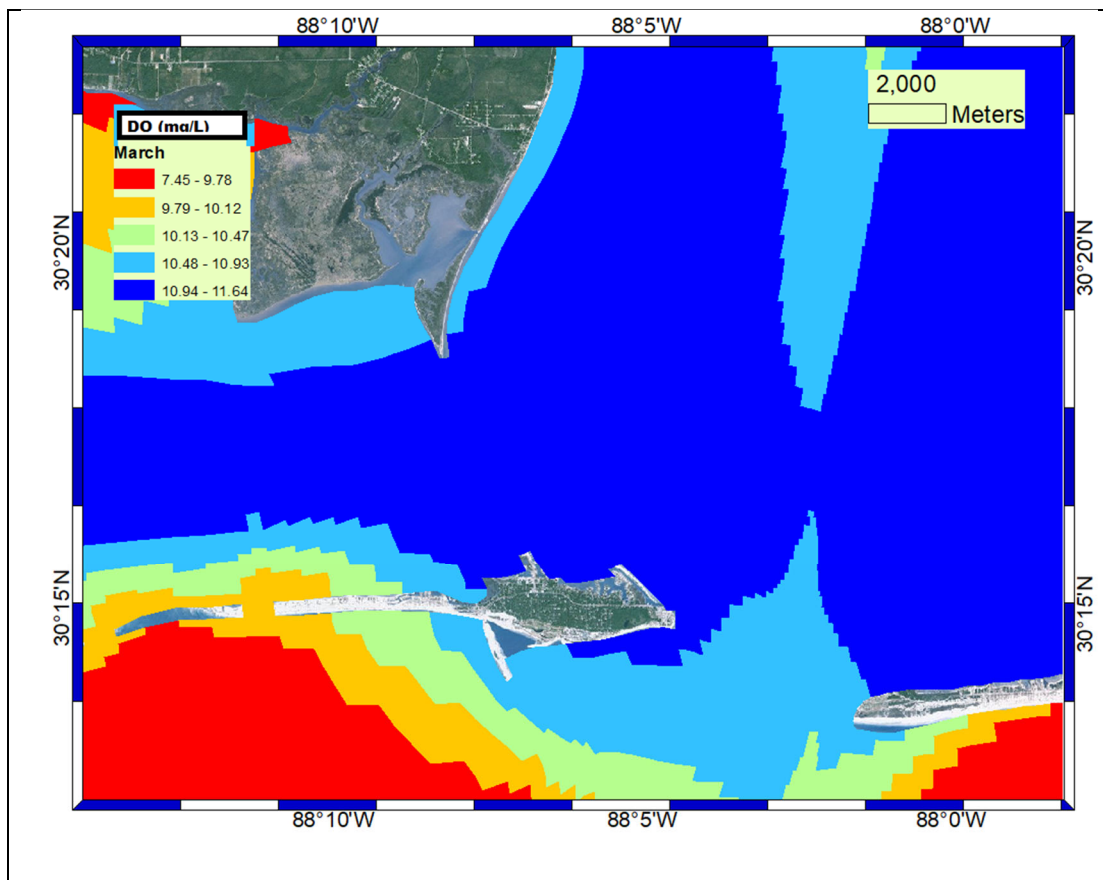 88°10'W 88°5'W 88°0'W
2,000
Meters
DO (mg/L)
March
7.45 - 9.78
9.79 - 10.12
10.13 - 10.47
10.48 - 10.93
10.94 - 11.64
30°20'N 30°20'N
30°15'N 30°15'N
88°10'W 88°5'W 88°0'W